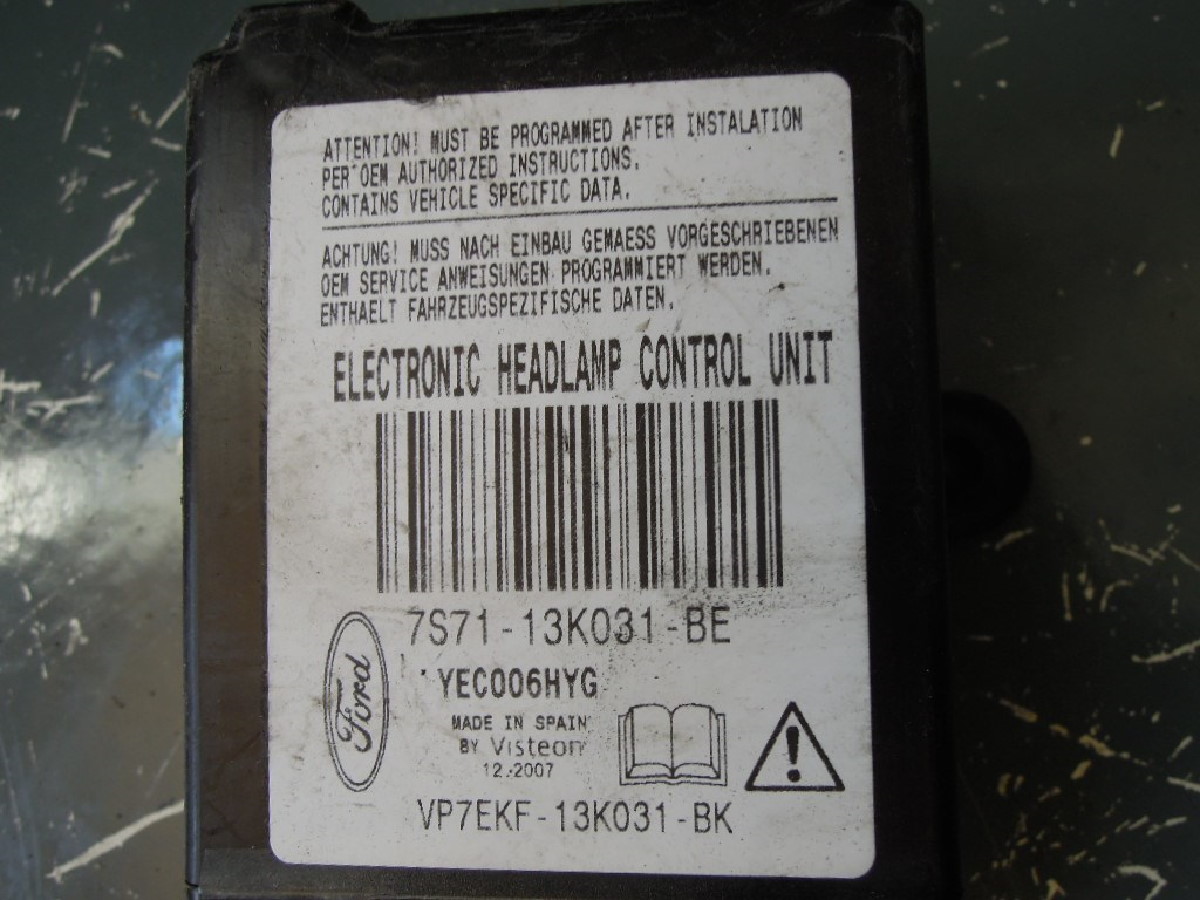 ATTENTION! MUST BE PROGRAMMED AFTER INSTALATION
PER OEM AUTHORIZED INSTRUCTIONS.
CONTAINS VEHICLE SPECIFIC DATA.
ACHTUNG! MUSS NACH EINBAU GEMAESS VORGESCHRIEBENEN
OEM SERVICE ANWEISUNGEN PROGRAMMIERT WERDEN.
ENTHAELT FAHRZEUGSPEZIFISCHE DATEN.
ELECTRONIC HEADLAMP CONTROL UNIT
7S71-13K031-BE
YEC006HYG
Ford
MADE IN SPAIN
BY Visteon
12.2007
VP7EKF-13K031-BK